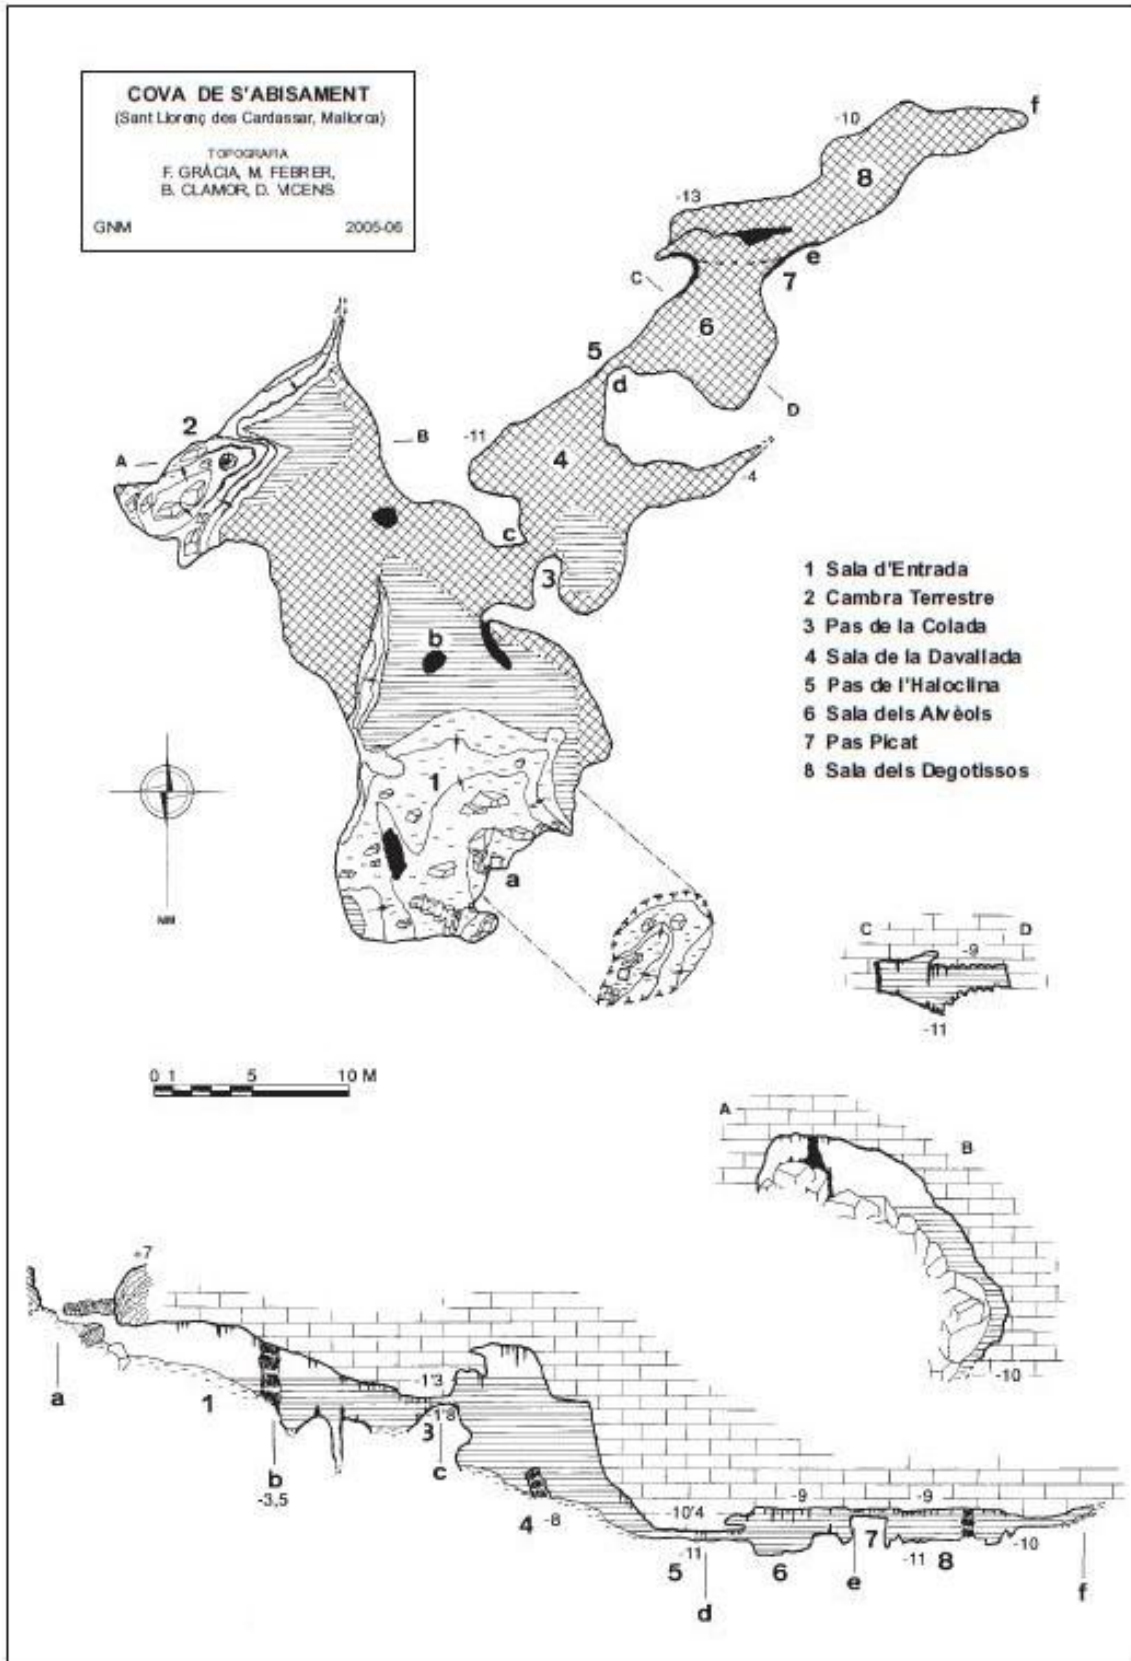 COVA DE S'ABISAMENT
(Sant Llorenç des Cardassar, Mallorca)
TOPOGRAFIA
F. GRÀCIA, M. FEBRER,
B. CLAMOR, D. VICENS
GNM 2005-06
f
-10
8
-13
e
C
7
6
5
d
D
2
B
-11
A
4
-4
c
3
b
1
a
NM
1 Sala d'Entrada
2 Cambra Terrestre
3 Pas de la Colada
4 Sala de la Davallada
5 Pas de l'Haloclina
6 Sala dels Alvèols
7 Pas Picat
8 Sala dels Degotissos
C D
-9
-11
0 1 5 10 M
A
B
-10
+7
a
1
b
-3,5
-1'3
3
1'8
c
4
-8
-10'4
-11
5
d
-9
6
7
e
-9
-11
8
-10
f